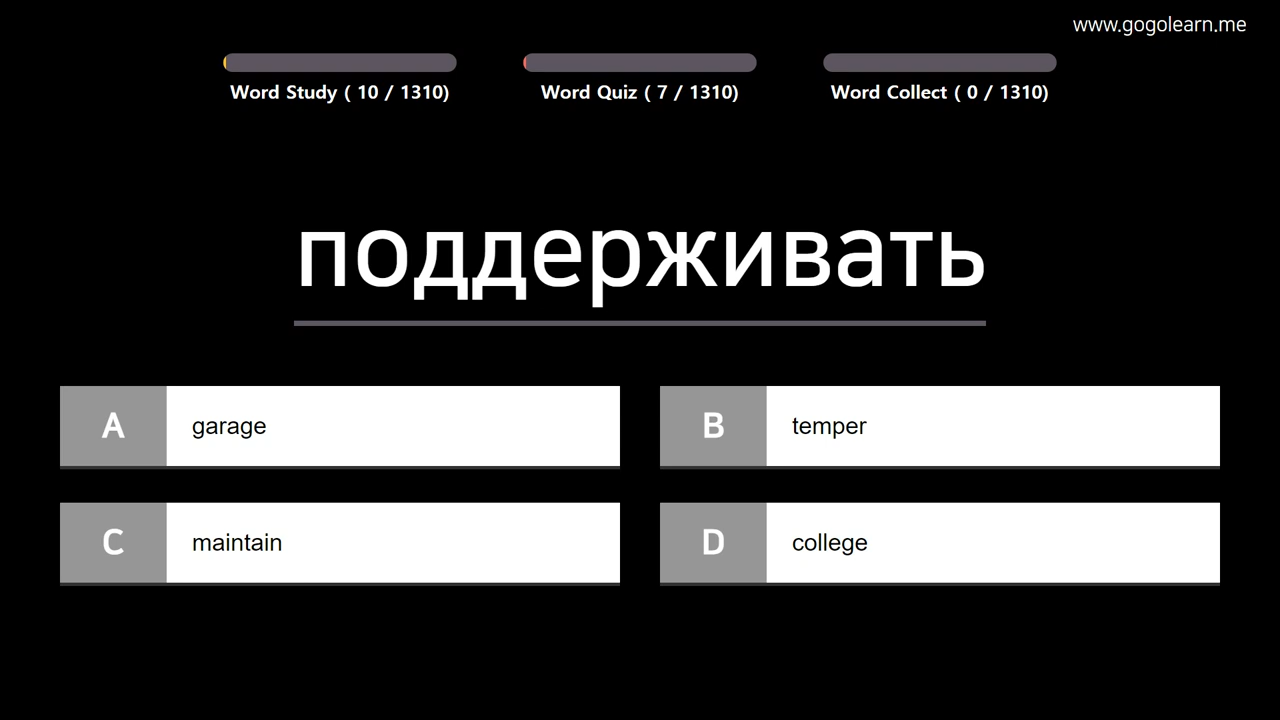 www.gogolearn.me
Word Study ( 10 / 1310)
Word Quiz ( 7 / 1310)
Word Collect ( 0 / 1310)
поддерживать
A garage
B temper
C maintain
D college